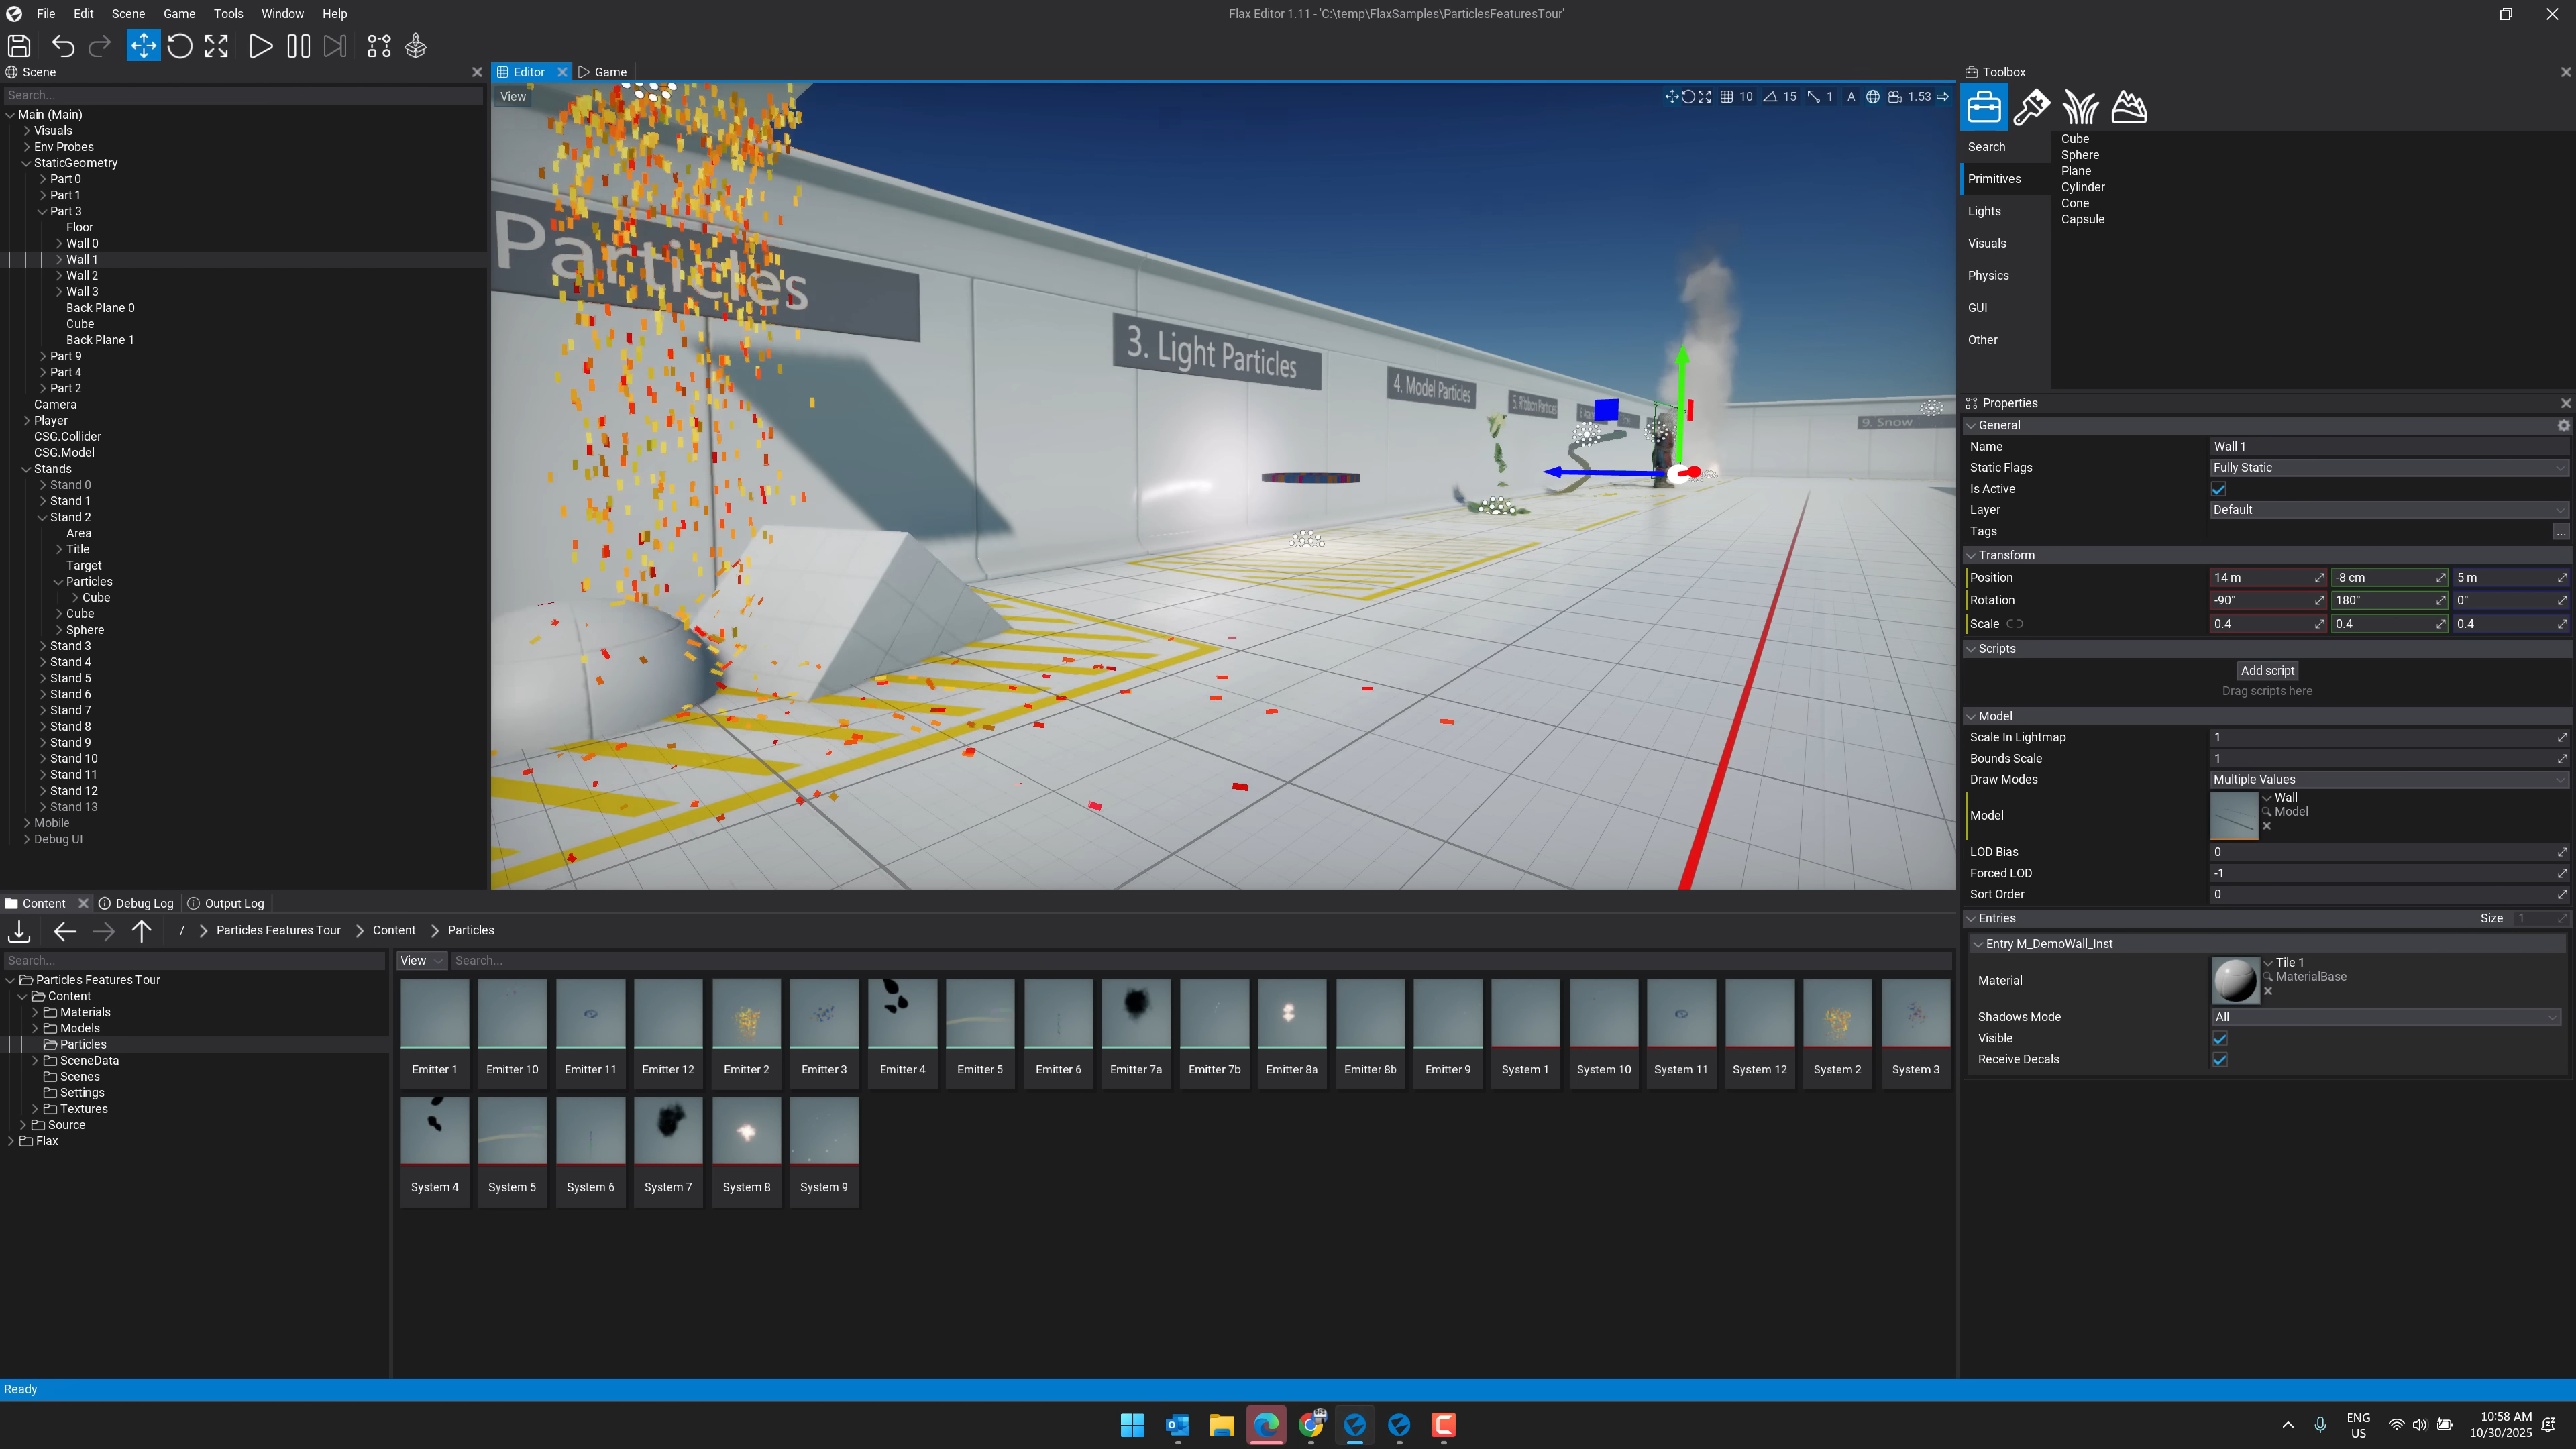 File Edit Scene Game Tools Window Help
Flax Editor 1.11 - 'C:\temp\FlaxSamples\ParticlesFeaturesTour'
Scene
Search...
Main (Main)
Visuals
Env Probes
StaticGeometry
Part 0
Part 1
Part 3
Floor
Wall 0
Wall 1
Wall 2
Wall 3
Back Plane 0
Cube
Back Plane 1
Part 9
Part 4
Part 2
Camera
Player
CSG.Collider
CSG.Model
Stands
Stand 0
Stand 1
Stand 2
Area
Title
Target
Particles
Cube
Cube
Sphere
Stand 3
Stand 4
Stand 5
Stand 6
Stand 7
Stand 8
Stand 9
Stand 10
Stand 11
Stand 12
Stand 13
Mobile
Debug UI
Editor Game
View
10 15 1 A 1.53
Particles
3. Light Particles
4. Model Particles
5. Ribbon Particles
9. Snow
Toolbox
Search
Primitives
Lights
Visuals
Physics
GUI
Other
Cube
Sphere
Plane
Cylinder
Cone
Capsule
Properties
General
Name Wall 1
Static Flags Fully Static
Is Active
Layer Default
Tags ...
Transform
Position 14 m -8 cm 5 m
Rotation -90° 180° 0°
Scale 0.4 0.4 0.4
Scripts
Add script
Drag scripts here
Model
Scale In Lightmap 1
Bounds Scale 1
Draw Modes Multiple Values
Model Wall
Model
LOD Bias 0
Forced LOD -1
Sort Order 0
Entries Size 1
Entry M_DemoWall_Inst
Material Tile 1
MaterialBase
Shadows Mode All
Visible
Receive Decals
Content Debug Log Output Log
/ Particles Features Tour Content Particles
Search...
Particles Features Tour
Content
Materials
Models
Particles
SceneData
Scenes
Settings
Textures
Source
Flax
View Search...
Emitter 1 Emitter 10 Emitter 11 Emitter 12 Emitter 2 Emitter 3 Emitter 4 Emitter 5 Emitter 6 Emitter 7a Emitter 7b Emitter 8a Emitter 8b Emitter 9 System 1 System 10 System 11 System 12 System 2 System 3
System 4 System 5 System 6 System 7 System 8 System 9
Ready
ENG
US
10:58 AM
10/30/2025